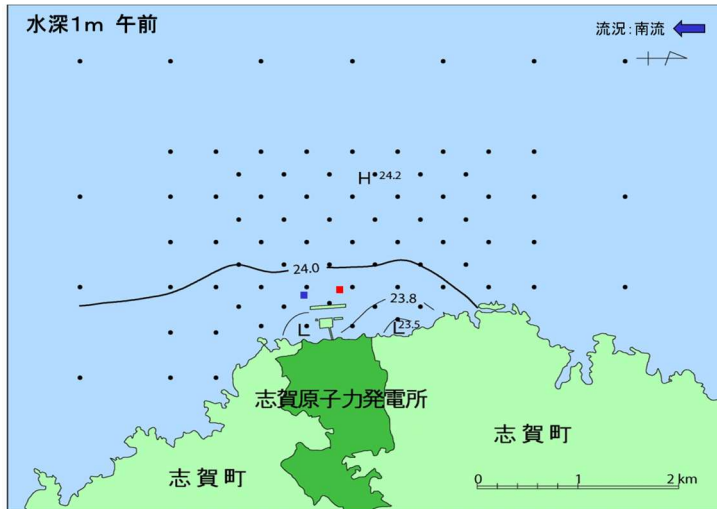 水深1m 午前
流況:南流
H 24.2
24.0
23.8
L
L 23.5
志賀原子力発電所
志賀町
志賀町
0 1 2 km